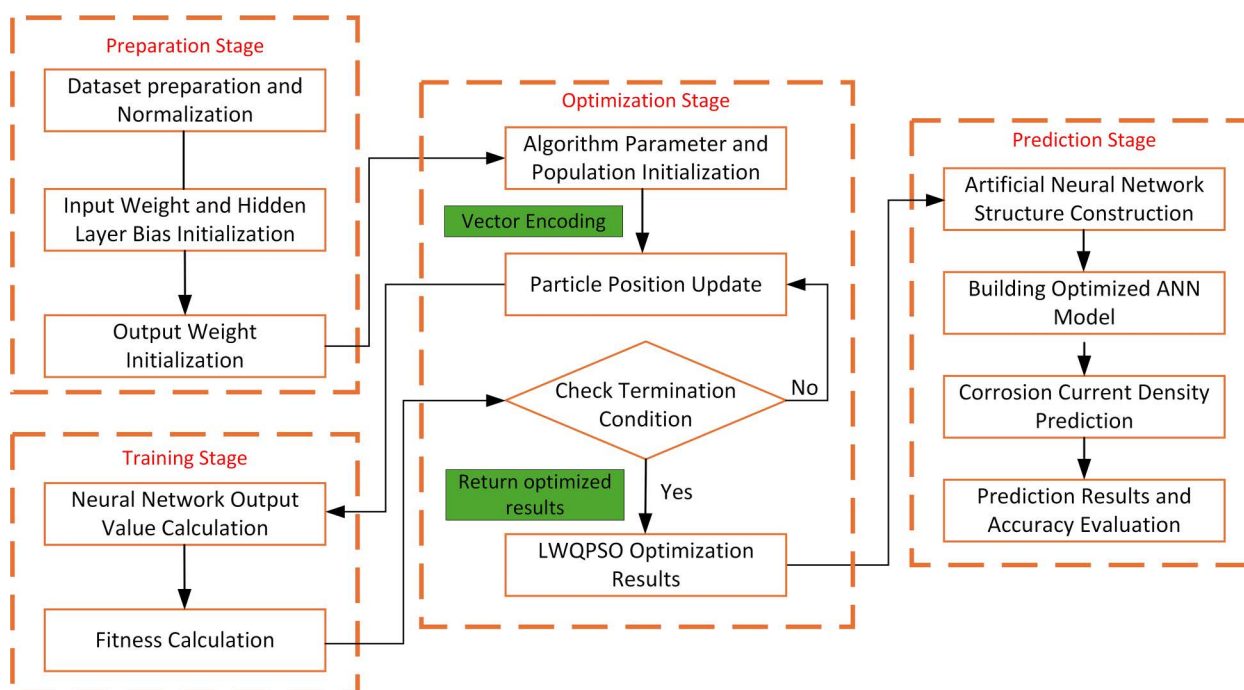 Preparation Stage
Dataset preparation and
Normalization
Input Weight and Hidden
Layer Bias Initialization
Output Weight
Initialization
Training Stage
Neural Network Output
Value Calculation
Fitness Calculation
Optimization Stage
Algorithm Parameter and
Population Initialization
Vector Encoding
Particle Position Update
Check Termination
Condition
No
Return optimized
results
Yes
LWQPSO Optimization
Results
Prediction Stage
Artificial Neural Network
Structure Construction
Building Optimized ANN
Model
Corrosion Current Density
Prediction
Prediction Results and
Accuracy Evaluation